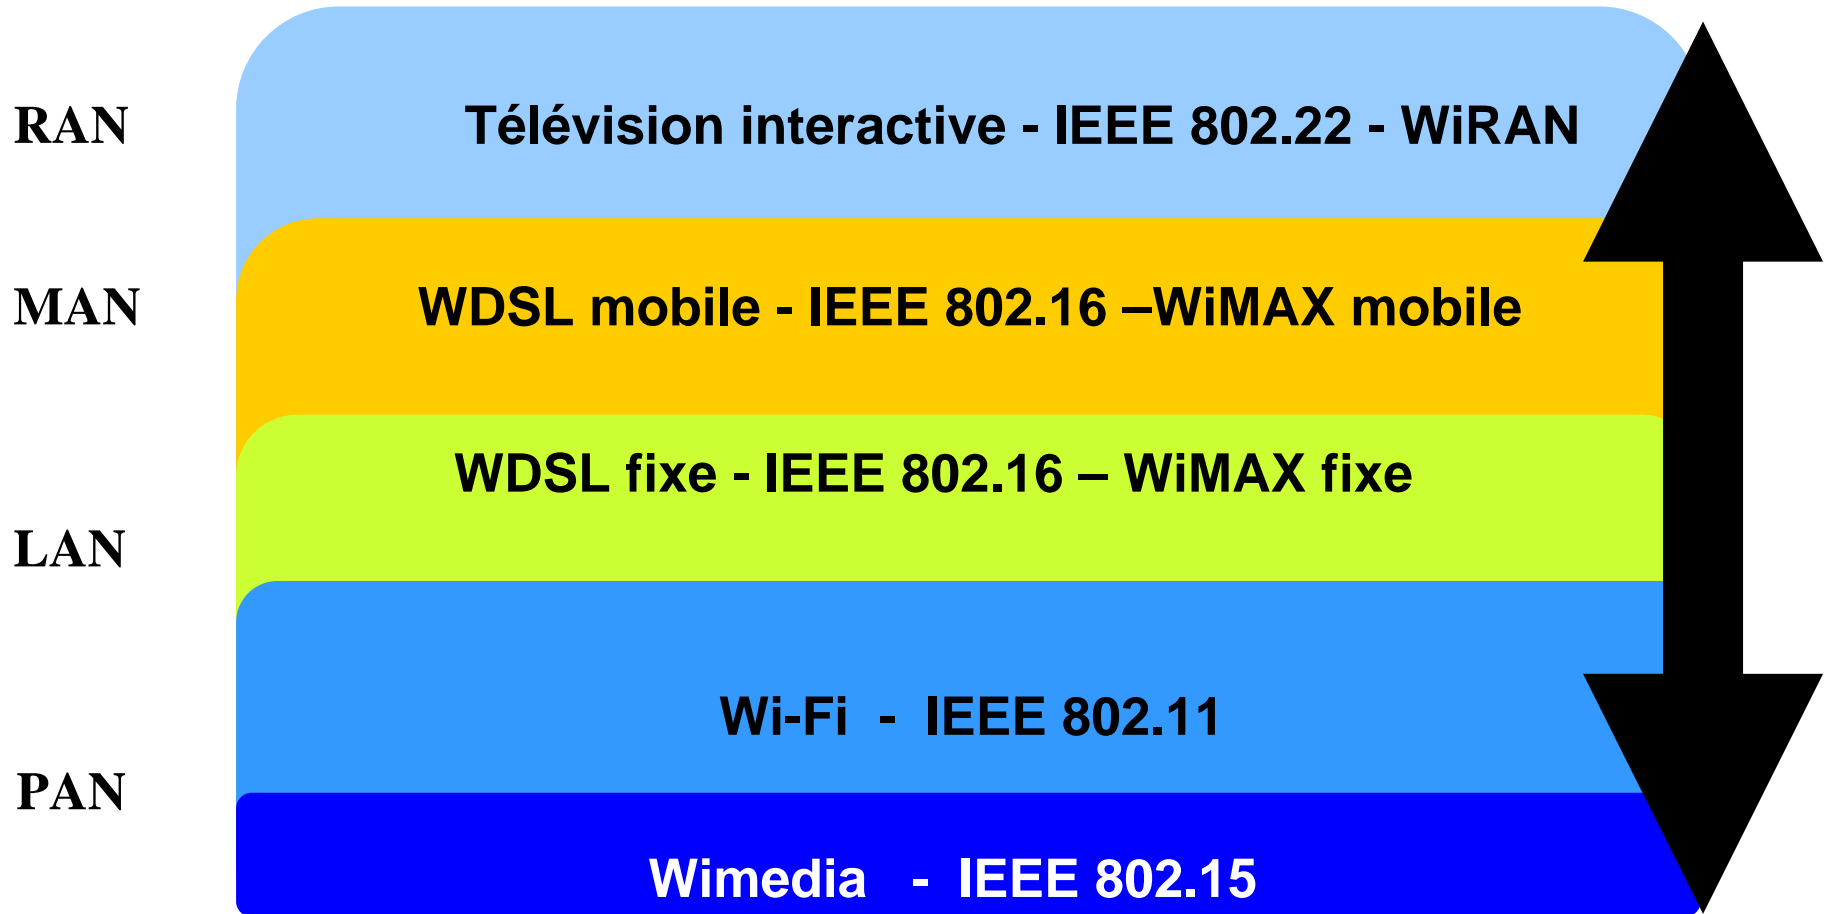 RAN
Télévision interactive - IEEE 802.22 - WiRAN
MAN
WDSL mobile - IEEE 802.16 –WiMAX mobile
WDSL fixe - IEEE 802.16 – WiMAX fixe
LAN
Wi-Fi - IEEE 802.11
PAN
Wimedia - IEEE 802.15